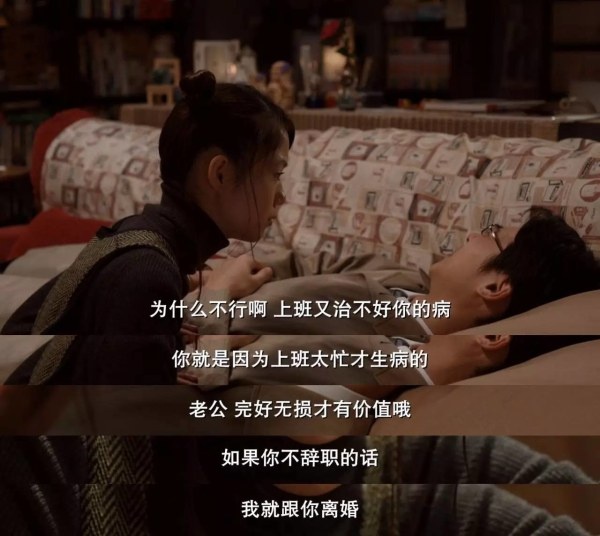 为什么不行啊 上班又治不好你的病
你就是因为上班太忙才生病的
老公 完好无损才有价值哦
如果你不辞职的话
我就跟你离婚